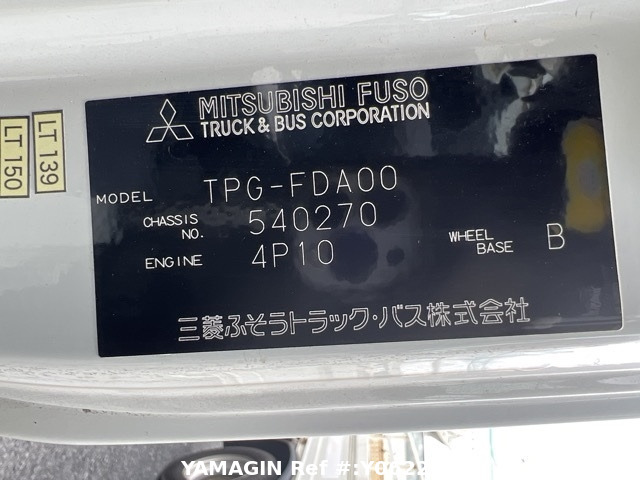 MITSUBISHI FUSO
TRUCK & BUS CORPORATION
MODEL TPG-FDA00
CHASSIS NO. 540270
ENGINE 4P10
WHEEL BASE B
三菱ふそうトラック・バス株式会社
LT 139
LT 150
YAMAGIN Ref #: